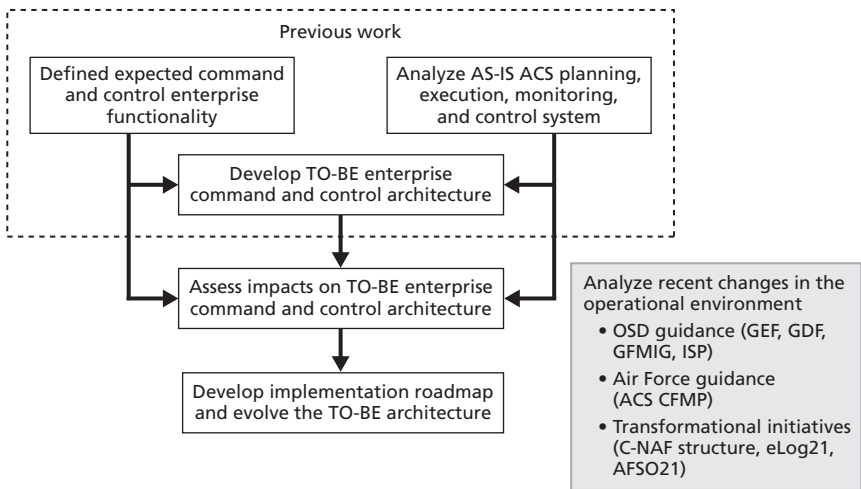 Previous work
Defined expected command
and control enterprise
functionality
Analyze AS-IS ACS planning,
execution, monitoring,
and control system
Develop TO-BE enterprise
command and control architecture
Assess impacts on TO-BE enterprise
command and control architecture
Develop implementation roadmap
and evolve the TO-BE architecture
Analyze recent changes in the
operational environment
• OSD guidance (GEF, GDF,
GFMIG, ISP)
• Air Force guidance
(ACS CFMP)
• Transformational initiatives
(C-NAF structure, eLog21,
AFSO21)